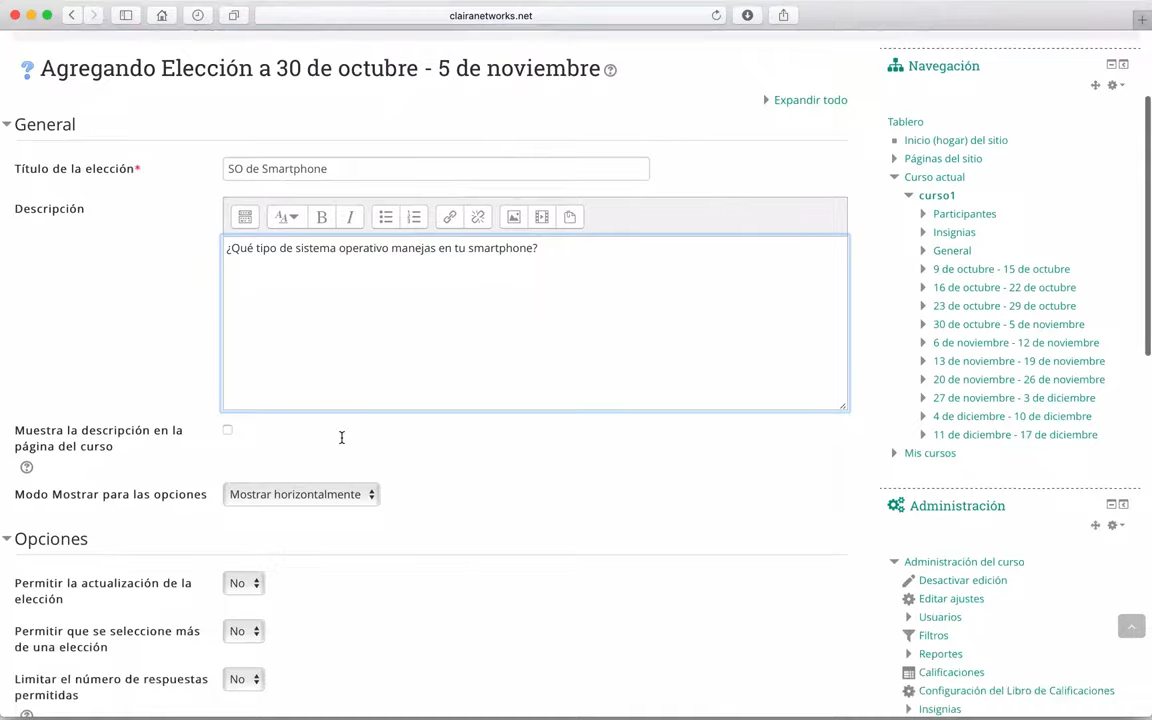 clairanetworks.net
Agregando Elección a 30 de octubre - 5 de noviembre
Expandir todo
General
Título de la elección*
SO de Smartphone
Descripción
¿Qué tipo de sistema operativo manejas en tu smartphone?
Muestra la descripción en la
página del curso
Modo Mostrar para las opciones
Mostrar horizontalmente
Opciones
Permitir la actualización de la
elección
No
Permitir que se seleccione más
de una elección
No
Limitar el número de respuestas
permitidas
No
Navegación
Tablero
Inicio (hogar) del sitio
Páginas del sitio
Curso actual
curso1
Participantes
Insignias
General
9 de octubre - 15 de octubre
16 de octubre - 22 de octubre
23 de octubre - 29 de octubre
30 de octubre - 5 de noviembre
6 de noviembre - 12 de noviembre
13 de noviembre - 19 de noviembre
20 de noviembre - 26 de noviembre
27 de noviembre - 3 de diciembre
4 de diciembre - 10 de diciembre
11 de diciembre - 17 de diciembre
Mis cursos
Administración
Administración del curso
Desactivar edición
Editar ajustes
Usuarios
Filtros
Reportes
Calificaciones
Configuración del Libro de Calificaciones
Insignias